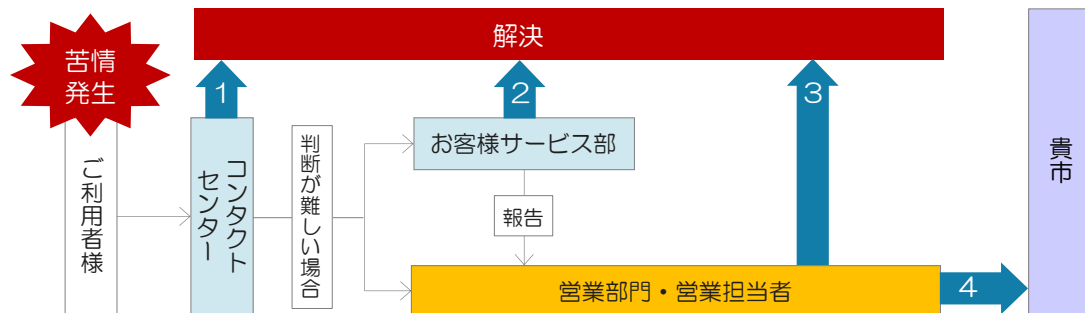 苦情
発生
ご利用者様
コンタクト
センター
判断が難しい場合
解決
1
2
3
お客様サービス部
報告
営業部門・営業担当者
4
貴市